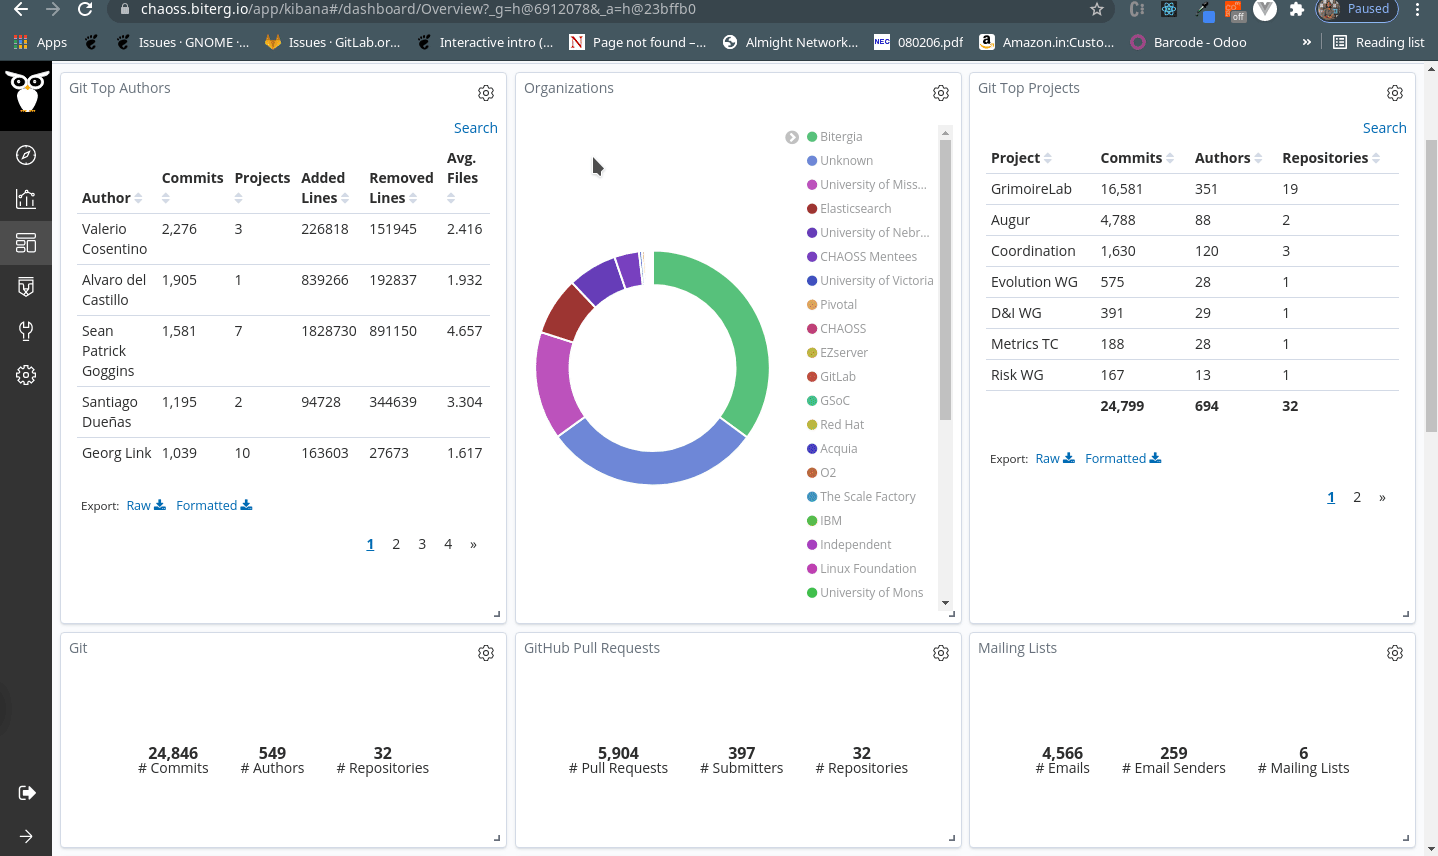 chaoss.biterg.io/app/kibana#/dashboard/Overview?_g=h@6912078&_a=h@23bffb0
off
Paused
Apps
Issues · GNOME ·...
Issues · GitLab.or...
Interactive intro (...
N
Page not found –...
Almight Network...
NEC
080206.pdf
Amazon.in:Custo...
Barcode - Odoo
»
Reading list
Git Top Authors
Search
Author Commits Projects Added Lines Removed Lines Avg. Files
Valerio Cosentino 2,276 3 226818 151945 2.416
Alvaro del Castillo 1,905 1 839266 192837 1.932
Sean Patrick Goggins 1,581 7 1828730 891150 4.657
Santiago Dueñas 1,195 2 94728 344639 3.304
Georg Link 1,039 10 163603 27673 1.617
Export: Raw Formatted
1 2 3 4 »
Organizations
Bitergia
Unknown
University of Miss...
Elasticsearch
University of Nebr...
CHAOSS Mentees
University of Victoria
Pivotal
CHAOSS
EZserver
GitLab
GSoC
Red Hat
Acquia
O2
The Scale Factory
IBM
Independent
Linux Foundation
University of Mons
Git Top Projects
Search
Project Commits Authors Repositories
GrimoireLab 16,581 351 19
Augur 4,788 88 2
Coordination 1,630 120 3
Evolution WG 575 28 1
D&I WG 391 29 1
Metrics TC 188 28 1
Risk WG 167 13 1
24,799 694 32
Export: Raw Formatted
1 2 »
Git
24,846 549 32
# Commits # Authors # Repositories
GitHub Pull Requests
5,904 397 32
# Pull Requests # Submitters # Repositories
Mailing Lists
4,566 259 6
# Emails # Email Senders # Mailing Lists